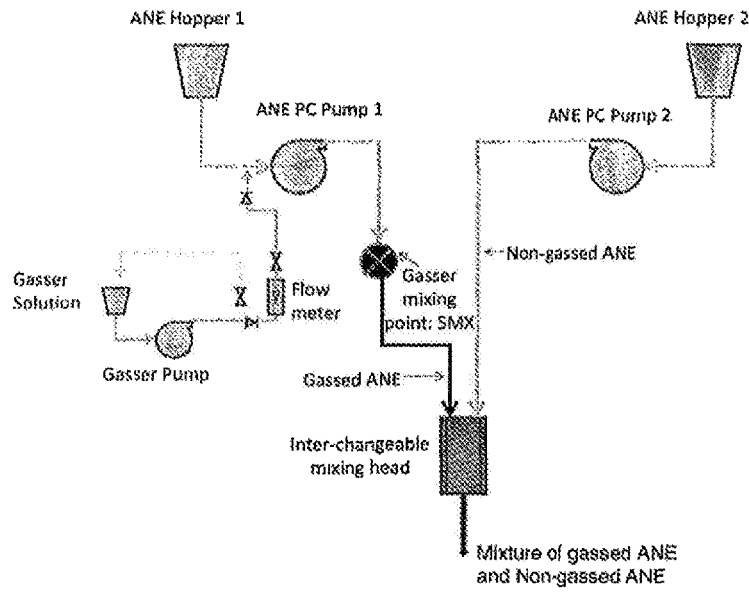 ANE Hopper 1
ANE Hopper 2
ANE PC Pump 1
ANE PC Pump 2
Non-gassed ANE
Gasser
Solution
Flow
meter
Gasser
mixing
point: SMX
Gasser Pump
Gassed ANE
Inter-changeable
mixing head
Mixture of gassed ANE
and Non-gassed ANE